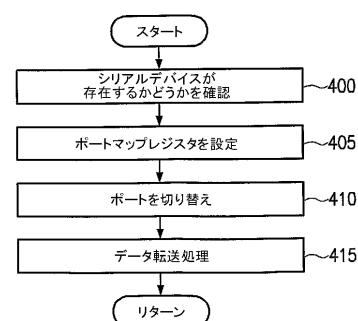 スタート
シリアルデバイスが
存在するかどうかを確認
400
ポートマップレジスタを設定
405
ポートを切り替え
410
データ転送処理
415
リターン